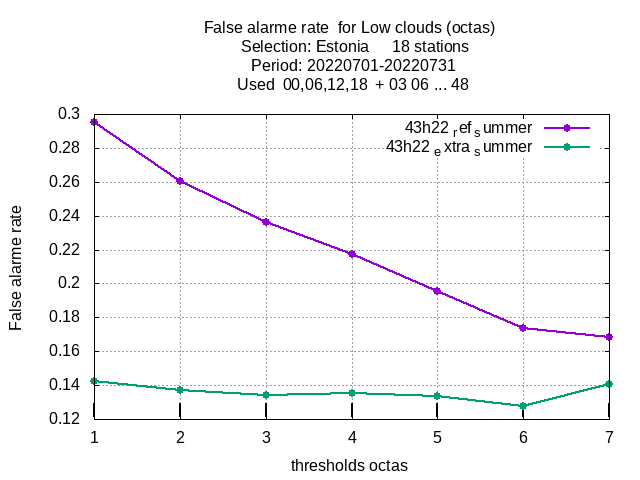 False alarme rate for Low clouds (octas)
Selection: Estonia 18 stations
Period: 20220701-20220731
Used 00,06,12,18 + 03 06 ... 48
43h22 refs ummer
43h22 extras ummer
0.3
0.28
0.26
0.24
0.22
0.2
0.18
0.16
0.14
0.12
False alarme rate
1 2 3 4 5 6 7
thresholds octas